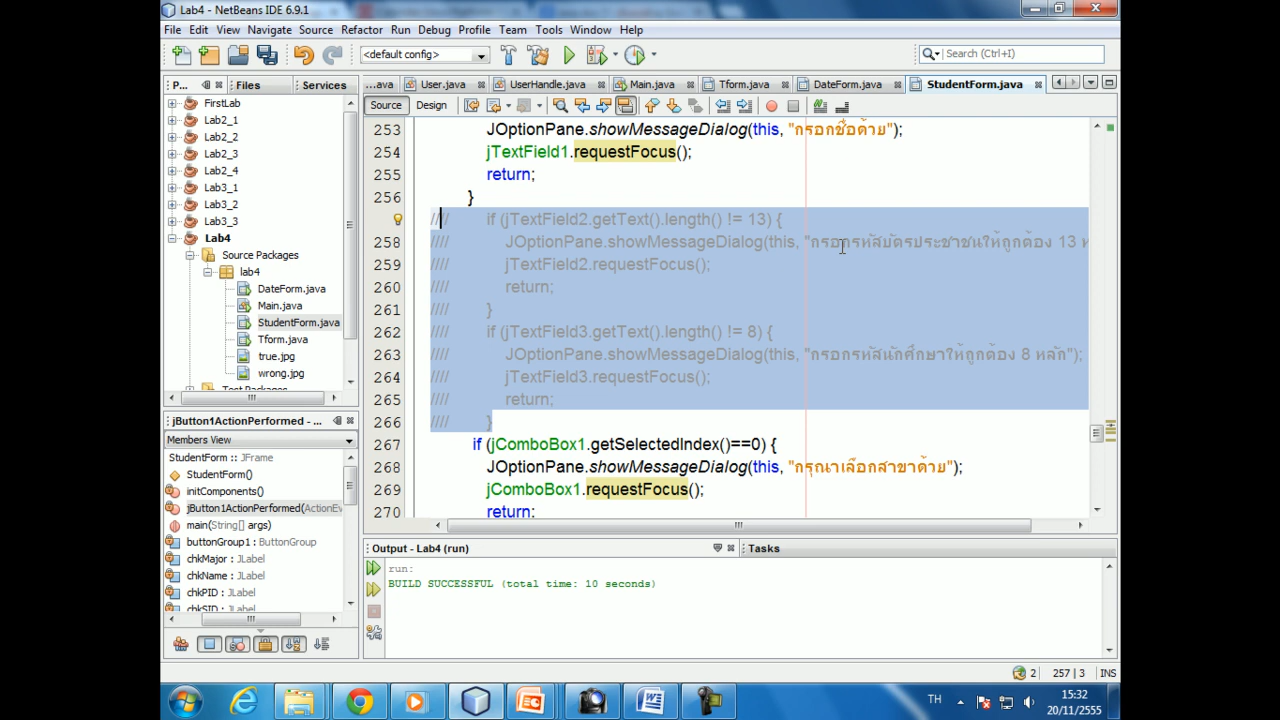 Lab4 - NetBeans IDE 6.9.1
File Edit View Navigate Source Refactor Run Debug Profile Team Tools Window Help
<default config> Search (Ctrl+I)
P... Files Services
...ava User.java UserHandle.java Main.java Tform.java DateForm.java StudentForm.java
Source Design
FirstLab
Lab2_1
Lab2_2
Lab2_3
Lab2_4
Lab3_1
Lab3_2
Lab3_3
Lab4
Source Packages
lab4
DateForm.java
Main.java
StudentForm.java
Tform.java
true.jpg
wrong.jpg
Test Packages
jButton1ActionPerformed - ...
Members View
StudentForm :: JFrame
StudentForm()
initComponents()
jButton1ActionPerformed(ActionEv
main(String[] args)
buttonGroup1 : ButtonGroup
chkMajor : JLabel
chkName : JLabel
chkPID : JLabel
chkSID : JLabel
253 JOptionPane.showMessageDialog(this, "กรอกชื่อด้วย");
254 jTextField1.requestFocus();
255 return;
256 }
//// if (jTextField2.getText().length() != 13) {
258 //// JOptionPane.showMessageDialog(this, "กรอกรหัสบัตรประชาชนให้ถูกต้อง 13 ห
259 //// jTextField2.requestFocus();
260 //// return;
261 //// }
262 //// if (jTextField3.getText().length() != 8) {
263 //// JOptionPane.showMessageDialog(this, "กรอกรหัสนักศึกษาให้ถูกต้อง 8 หลัก");
264 //// jTextField3.requestFocus();
265 //// return;
266 //// }
267 if (jComboBox1.getSelectedIndex()==0) {
268 JOptionPane.showMessageDialog(this, "กรุณาเลือกสาขาด้วย");
269 jComboBox1.requestFocus();
270 return;
Output - Lab4 (run) Tasks
run:
BUILD SUCCESSFUL (total time: 10 seconds)
2 257 | 3 INS
TH 15:32
20/11/2555